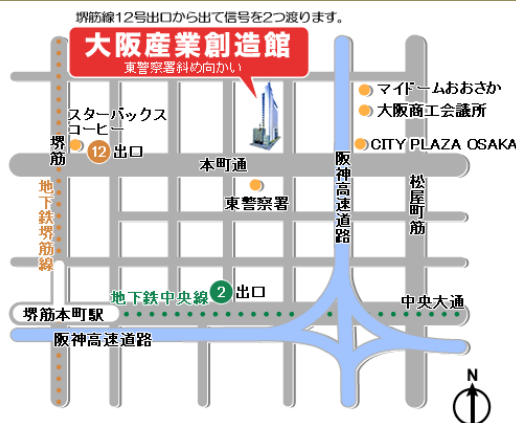 堺筋線12号出口から出て信号を2つ渡ります。
大阪産業創造館
東警察署斜め向かい
マイドームおおさか
大阪商工会議所
CITY PLAZA OSAKA
スターバックス
コーヒー
12 出口
堺筋
本町通
東警察署
阪神高速道路
松屋町筋
地下鉄堺筋線
地下鉄中央線 2 出口
堺筋本町駅
中央大通
阪神高速道路
N